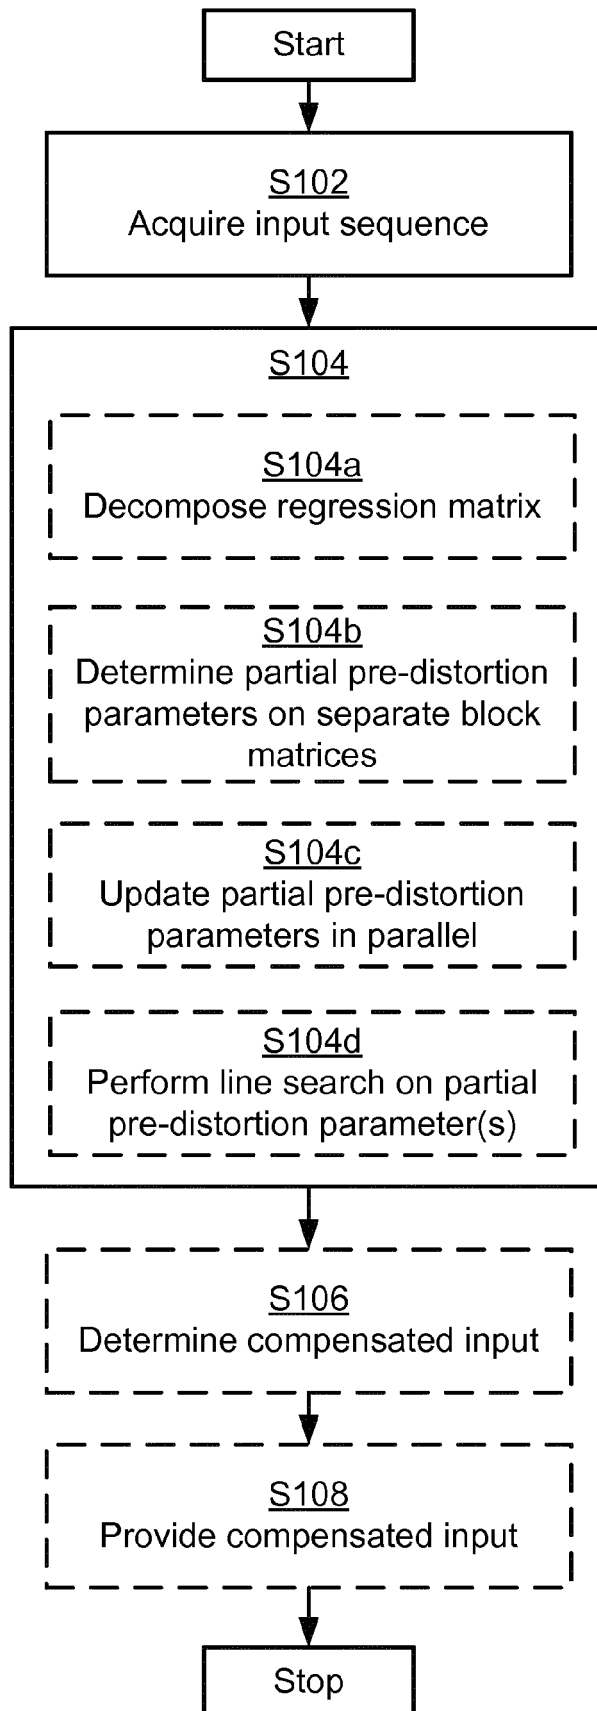 Start
S102
Acquire input sequence
S104
S104a
Decompose regression matrix
S104b
Determine partial pre-distortion
parameters on separate block
matrices
S104c
Update partial pre-distortion
parameters in parallel
S104d
Perform line search on partial
pre-distortion parameter(s)
S106
Determine compensated input
S108
Provide compensated input
Stop